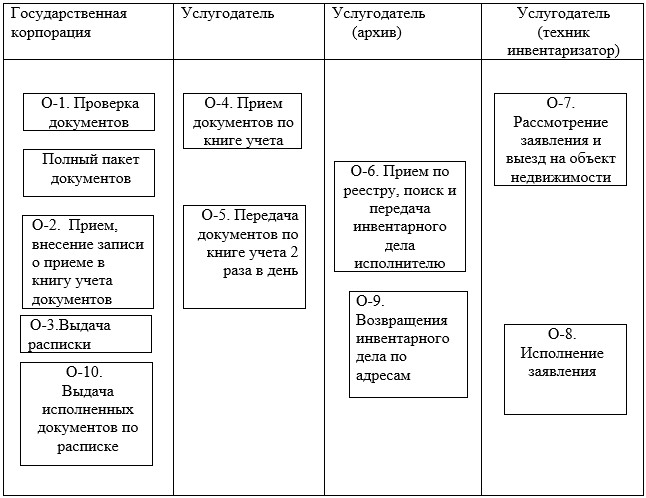 Государственная
корпорация
Услугодатель
Услугодатель
(архив)
Услугодатель
(техник
инвентаризатор)
О-1. Проверка
документов
Полный пакет
документов
О-2. Прием,
внесение записи
о приеме в
книгу учета
документов
О-3.Выдача
расписки
О-10.
Выдача
исполненных
документов по
расписке
О-4. Прием
документов по
книге учета
О-5. Передача
документов по
книге учета 2
раза в день
О-6. Прием по
реестру, поиск и
передача
инвентарного
дела
исполнителю
О-9.
Возвращения
инвентарного
дела по
адресам
О-7.
Рассмотрение
заявления и
выезд на объект
недвижимости
О-8.
Исполнение
заявления